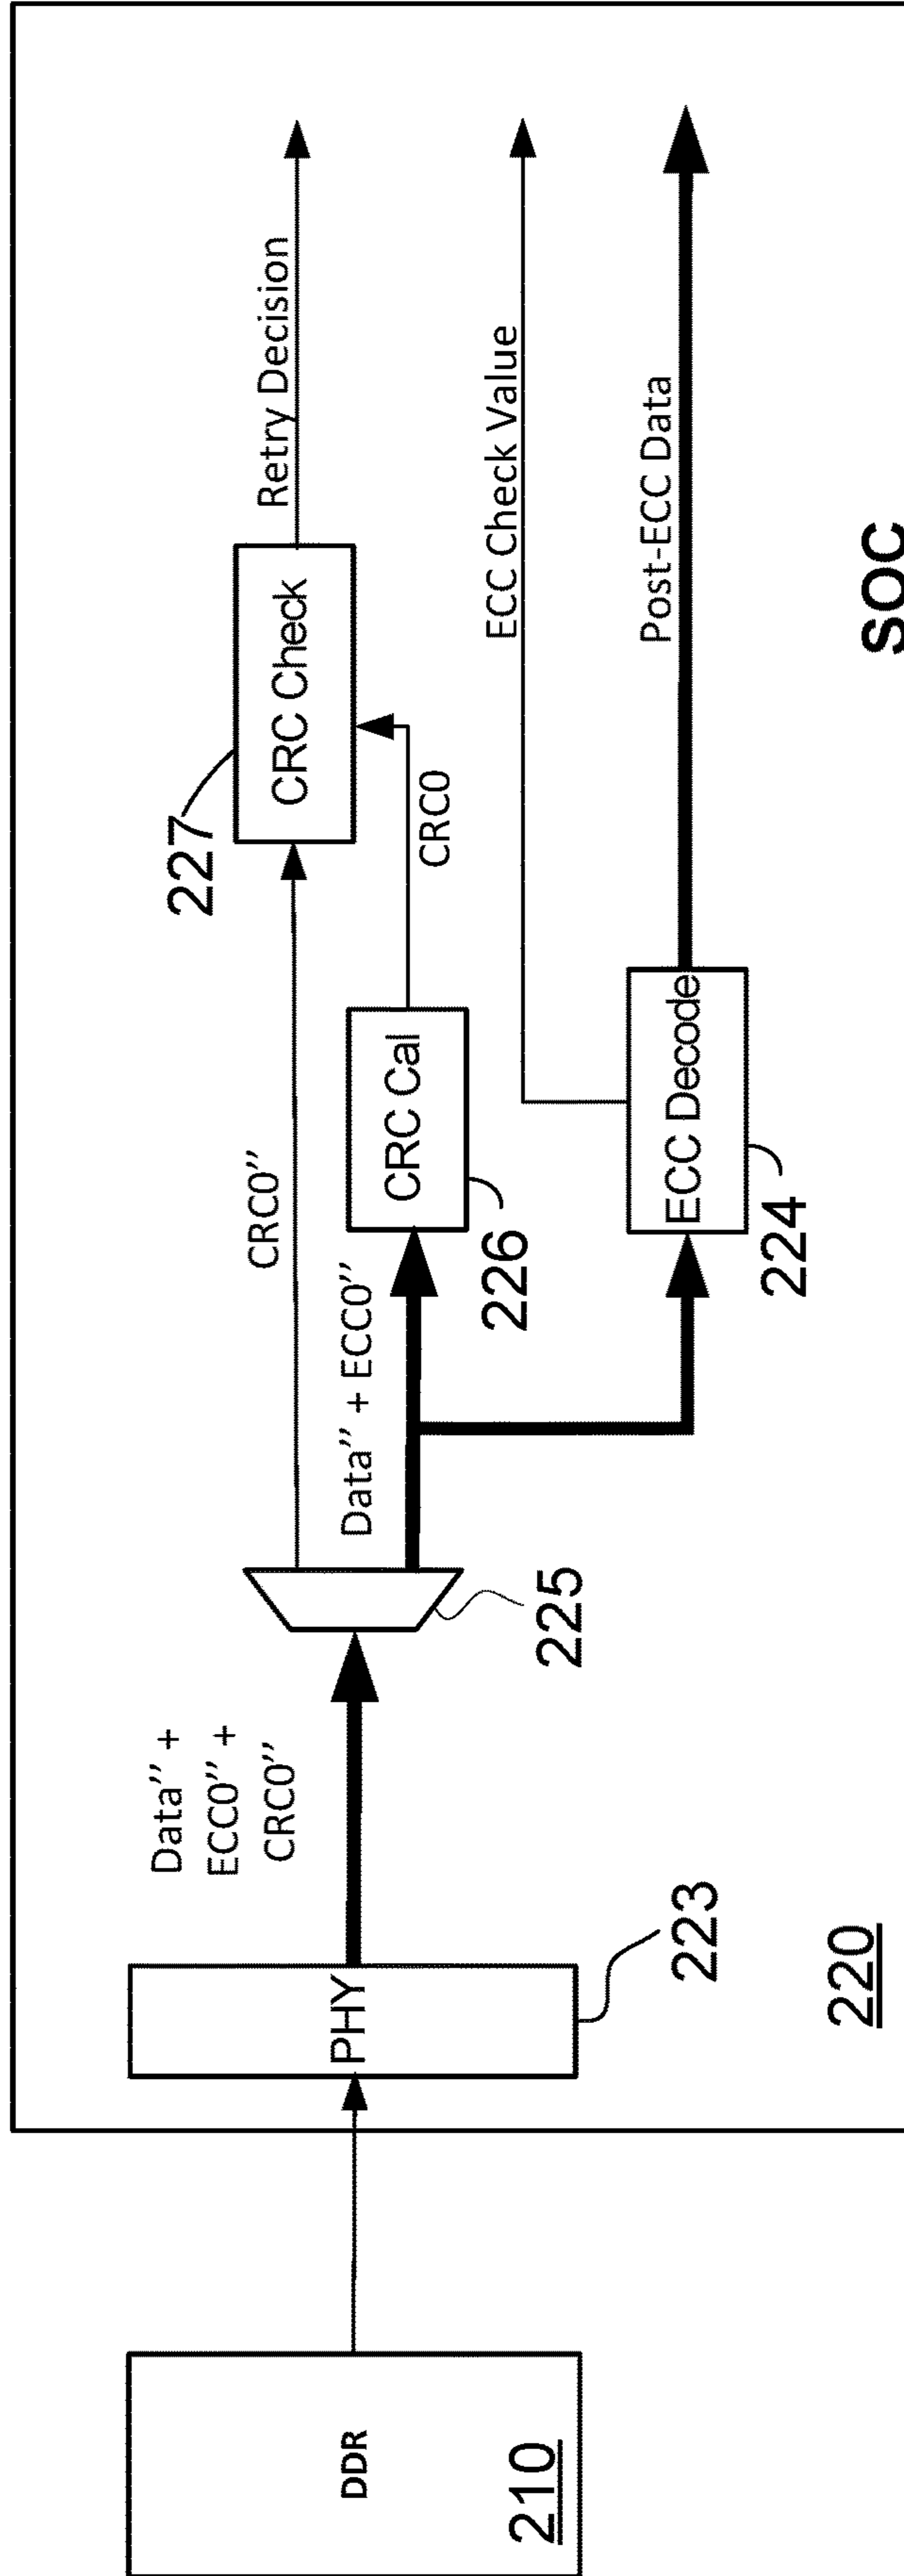 DDR
210
PHY
223
Data’’ +
ECC0’’ +
CRC0’’
225
CRC0’’
Data’’ + ECC0’’
CRC Cal
226
ECC Decode
224
227
CRC Check
CRC0
Retry Decision
ECC Check Value
Post-ECC Data
220
SOC